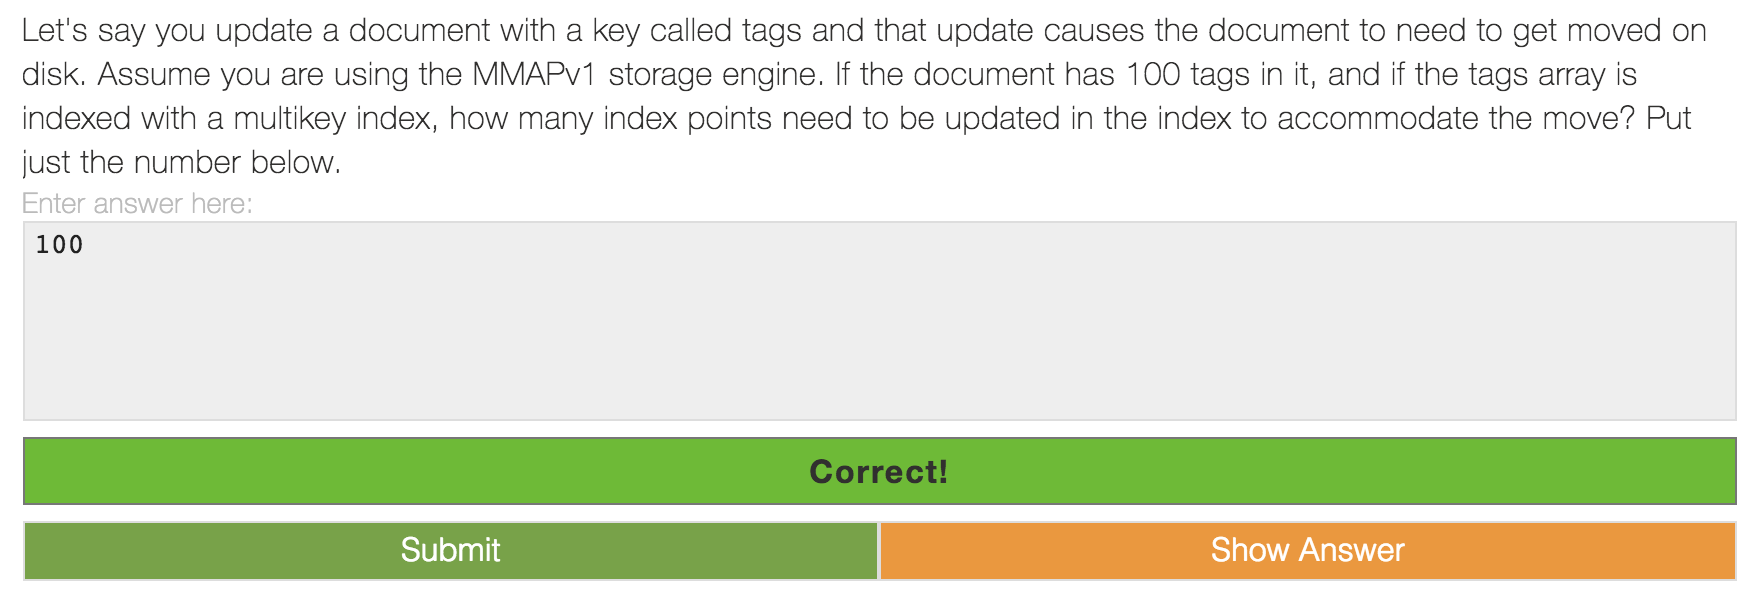 Let's say you update a document with a key called tags and that update causes the document to need to get moved on
disk. Assume you are using the MMAPv1 storage engine. If the document has 100 tags in it, and if the tags array is
indexed with a multikey index, how many index points need to be updated in the index to accommodate the move? Put
just the number below.
Enter answer here:
100
Correct!
Submit
Show Answer